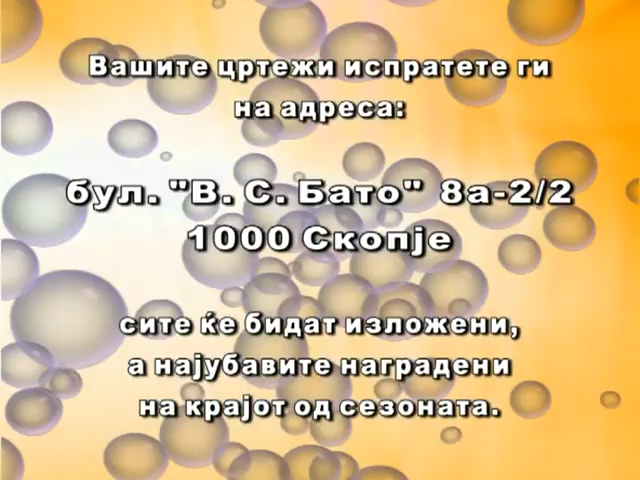 Вашите цртежи испратете ги
на адреса:
бул. "В. С. Бато" 8а-2/2
1000 Скопје
сите ќе бидат изложени,
а најубавите наградени
на крајот од сезоната.